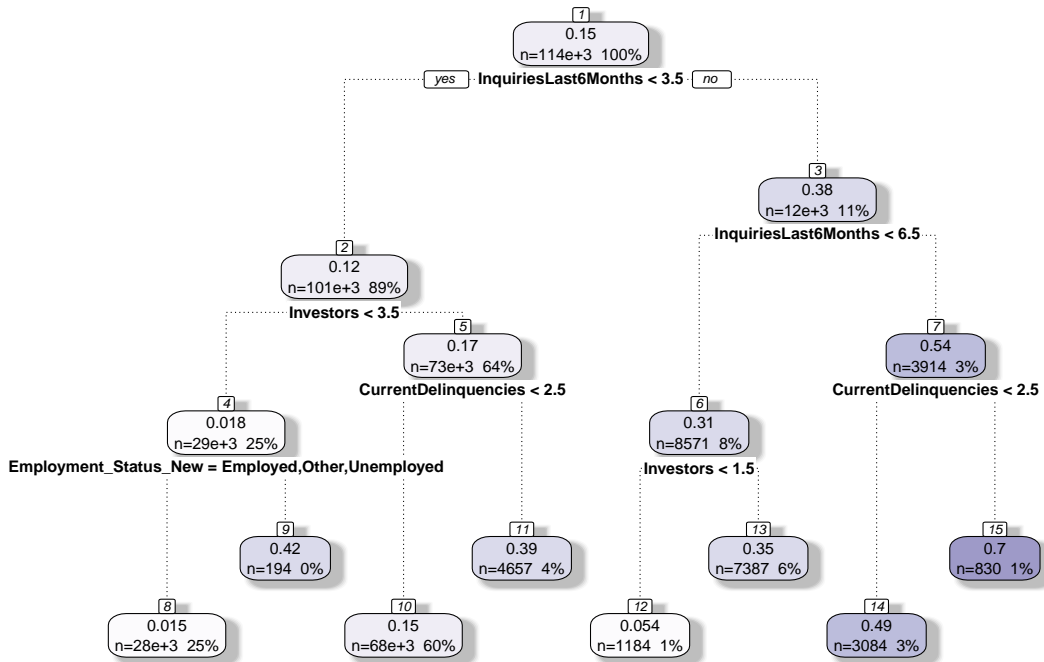 1
0.15
n=114e+3 100%
yes InquiriesLast6Months < 3.5 no
3
0.38
n=12e+3 11%
InquiriesLast6Months < 6.5
2
0.12
n=101e+3 89%
Investors < 3.5
5
0.17
n=73e+3 64%
CurrentDelinquencies < 2.5
7
0.54
n=3914 3%
CurrentDelinquencies < 2.5
4
0.018
n=29e+3 25%
Employment_Status_New = Employed,Other,Unemployed
6
0.31
n=8571 8%
Investors < 1.5
9
0.42
n=194 0%
11
0.39
n=4657 4%
13
0.35
n=7387 6%
15
0.7
n=830 1%
8
0.015
n=28e+3 25%
10
0.15
n=68e+3 60%
12
0.054
n=1184 1%
14
0.49
n=3084 3%